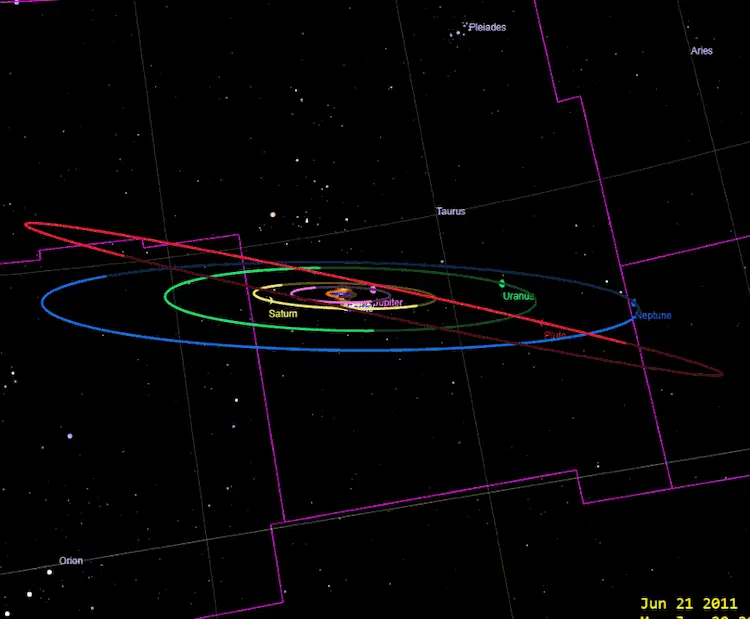 Pleiades
Aries
Taurus
Uranus
Jupiter
Saturn
Neptune
Pluto
Orion
Jun 21 2011